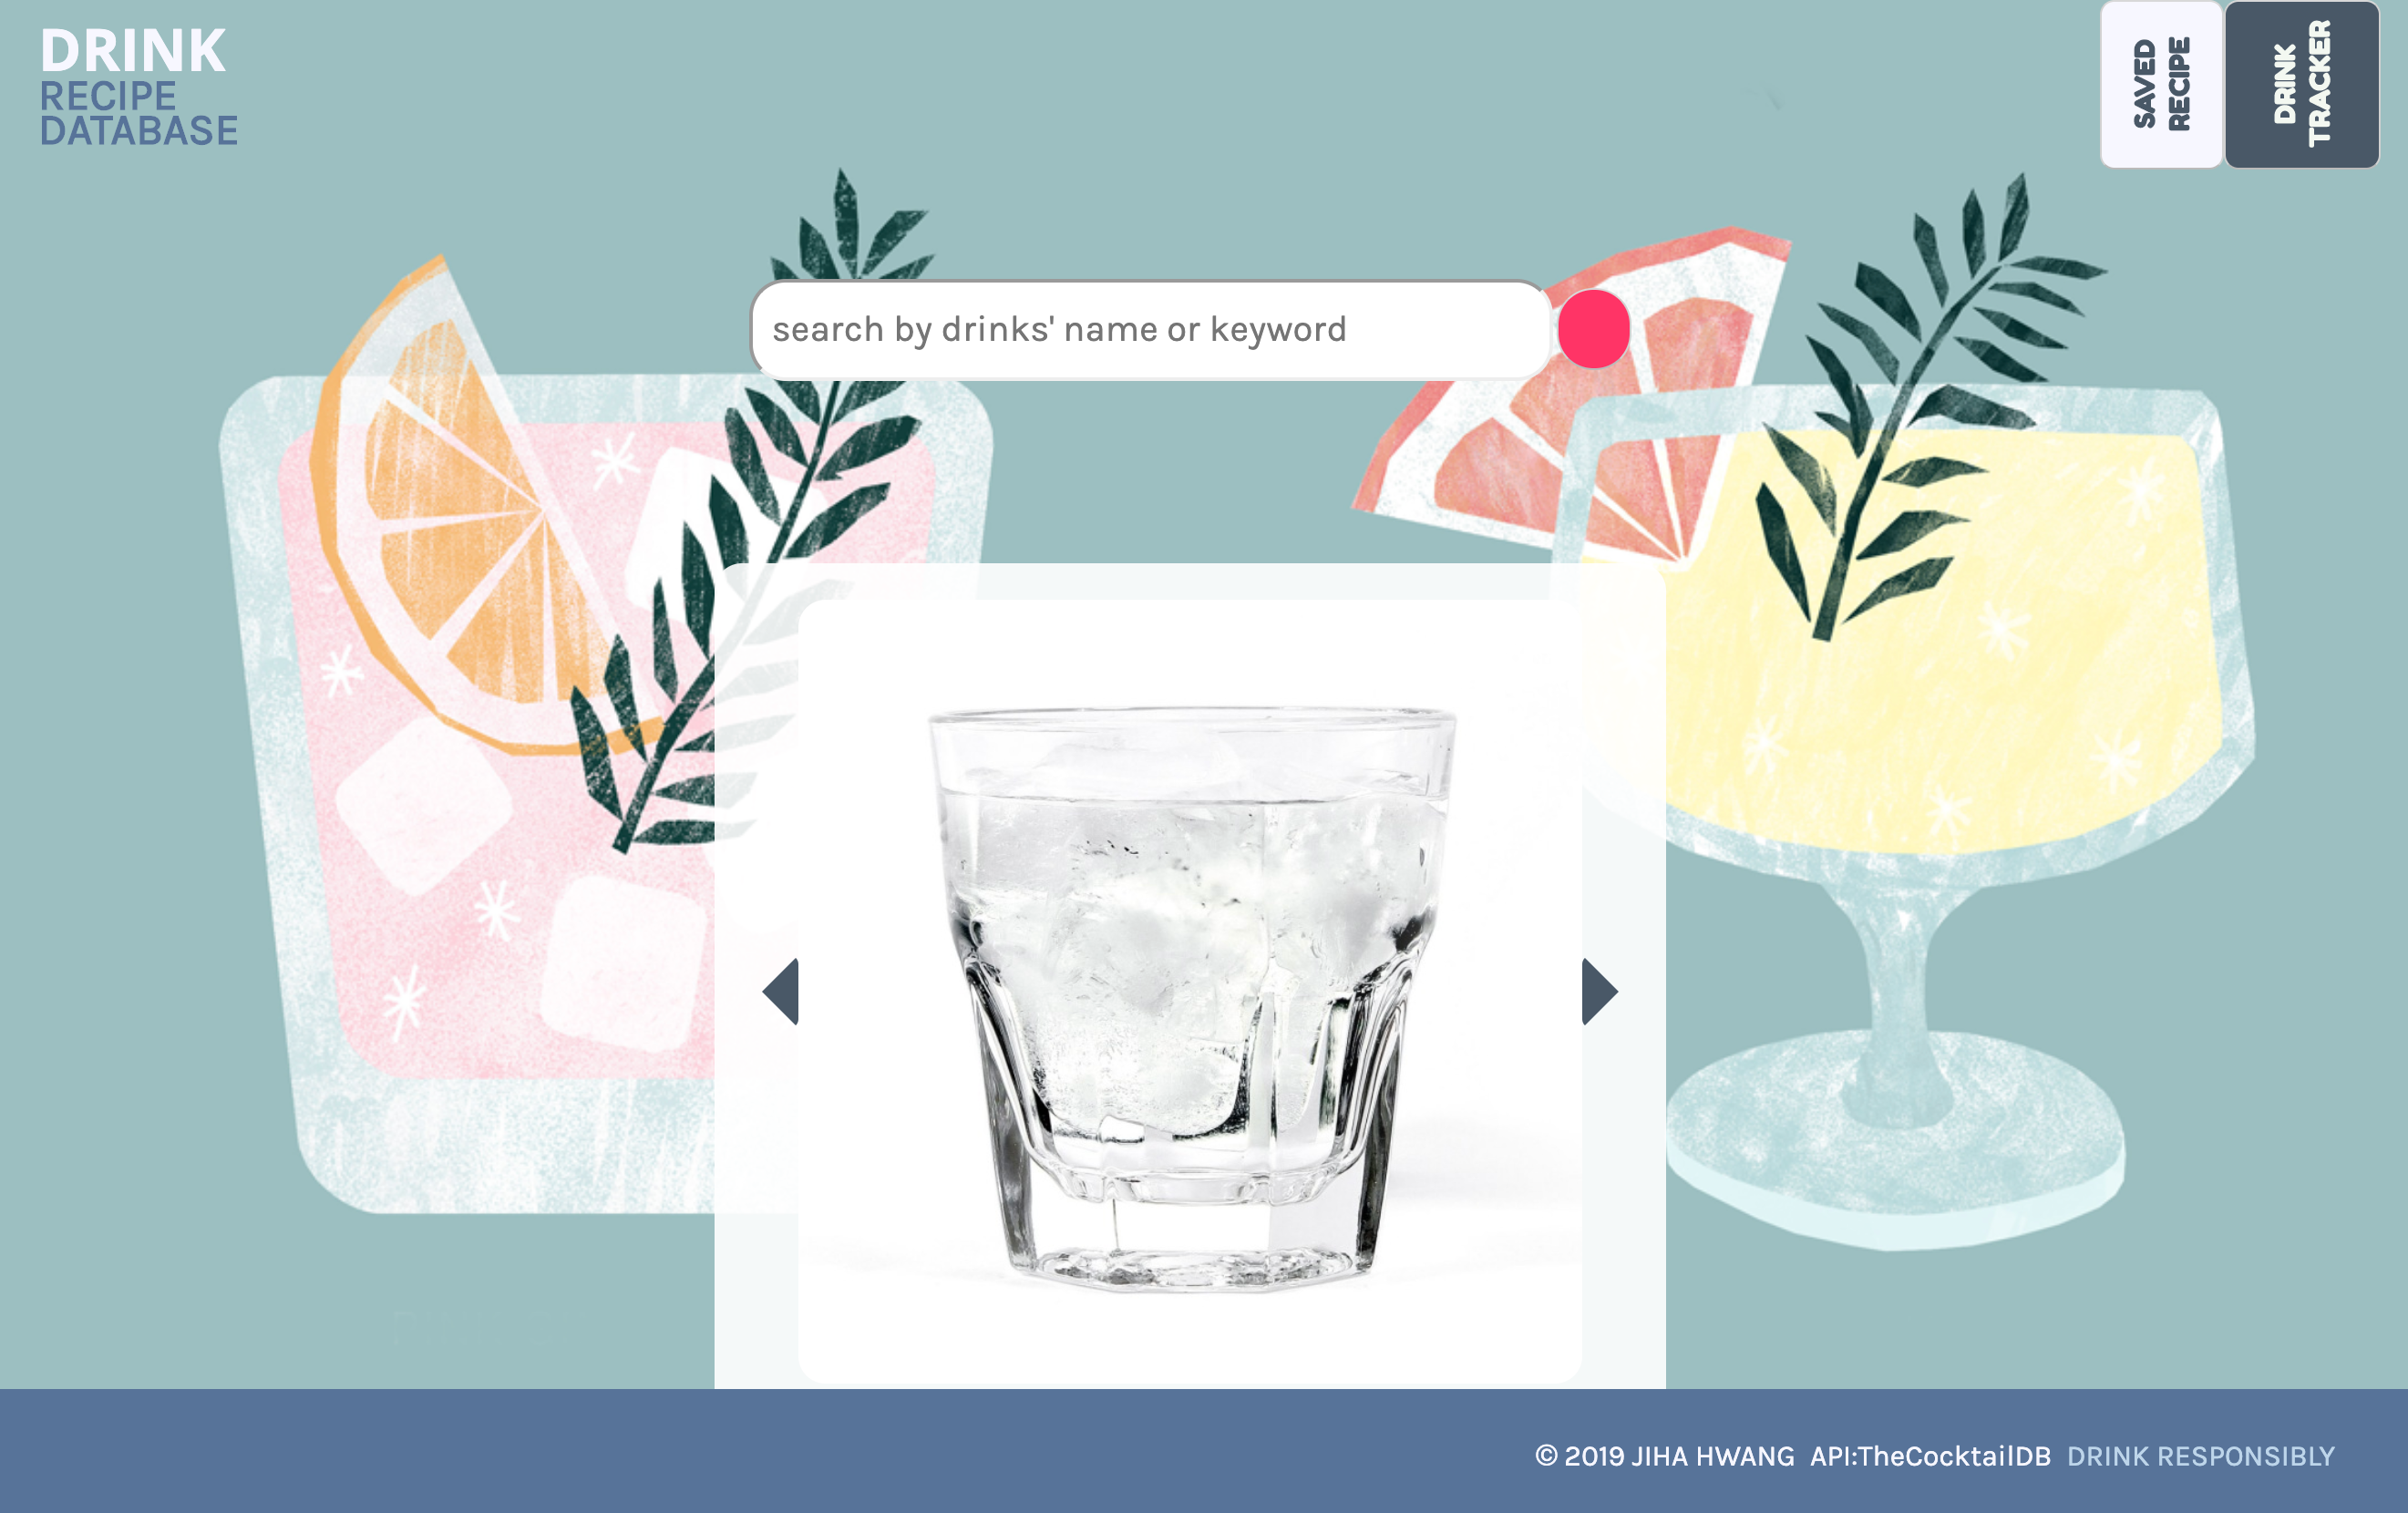 DRINK
RECIPE
DATABASE
SAVED
RECIPE
DRINK
TRACKER
search by drinks' name or keyword
© 2019 JIHA HWANG API:TheCocktailDB DRINK RESPONSIBLY